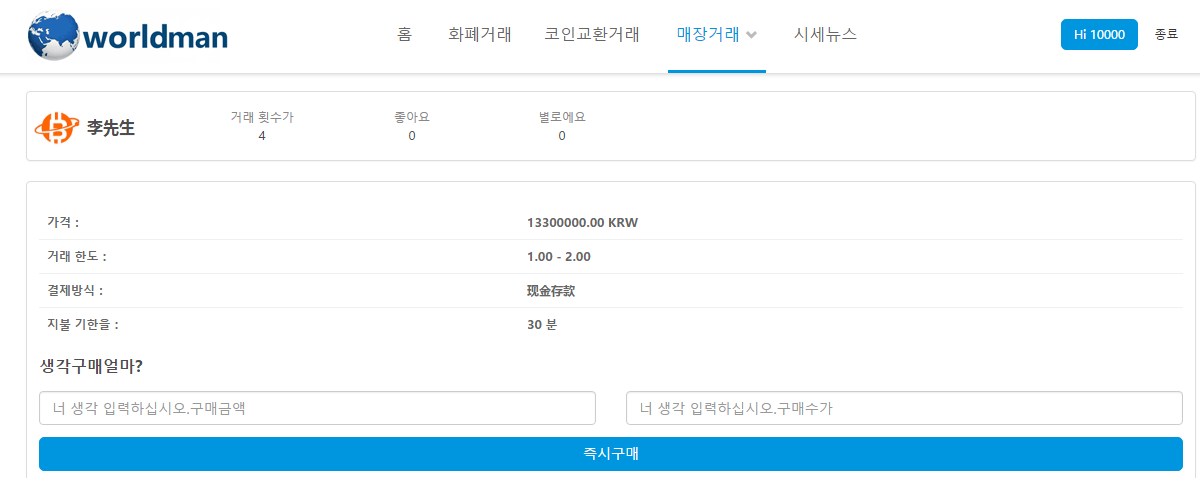 worldman
홈 화폐거래 코인교환거래 매장거래 시세뉴스 Hi 10000 종료
李先生
거래 횟수가 좋아요 별로에요
4 0 0
가격 : 13300000.00 KRW
거래 한도 : 1.00 - 2.00
결제방식 : 现金存款
지불 기한을 : 30 분
생각구매얼마?
너 생각 입력하십시오.구매금액 너 생각 입력하십시오.구매수가
즉시구매